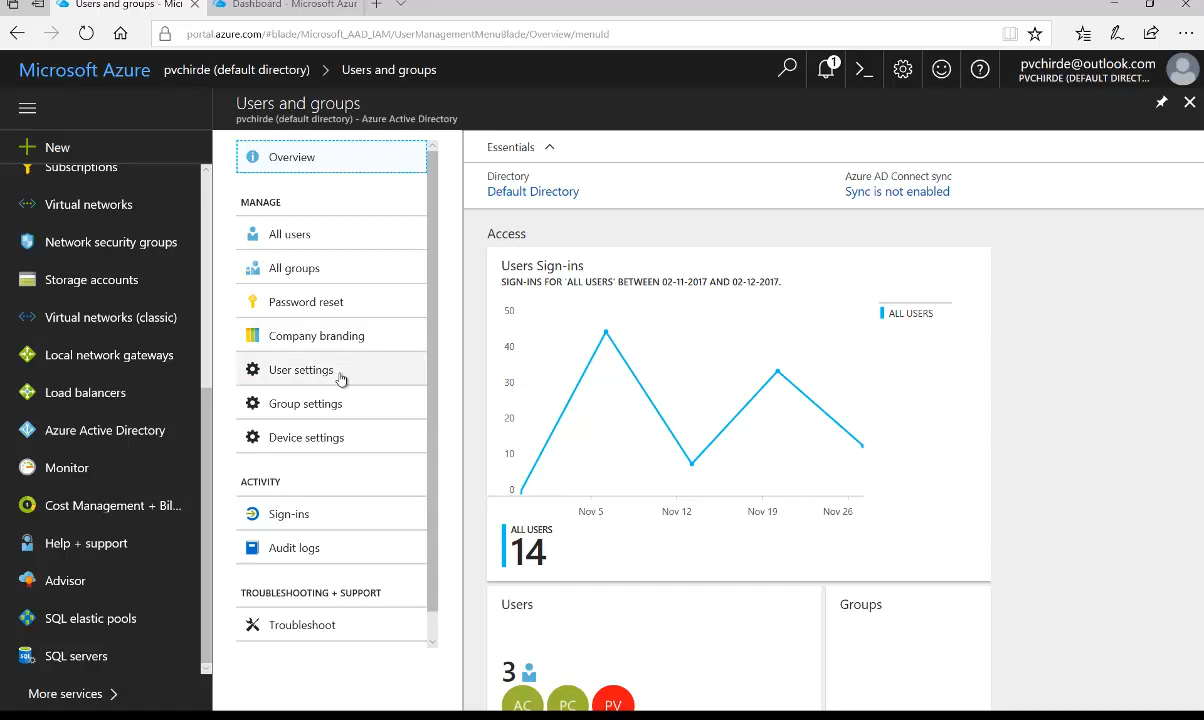 Users and groups - Mic
Dashboard - Microsoft Azur
portal.azure.com/#blade/Microsoft_AAD_IAM/UserManagementMenuBlade/Overview/menuId
Microsoft Azure pvchirde (default directory) > Users and groups
1
pvchirde@outlook.com
PVCHIRDE (DEFAULT DIRECT...
Users and groups
pvchirde (default directory) - Azure Active Directory
New
Subscriptions
Virtual networks
Network security groups
Storage accounts
Virtual networks (classic)
Local network gateways
Load balancers
Azure Active Directory
Monitor
Cost Management + Bil...
Help + support
Advisor
SQL elastic pools
SQL servers
More services >
Overview
MANAGE
All users
All groups
Password reset
Company branding
User settings
Group settings
Device settings
ACTIVITY
Sign-ins
Audit logs
TROUBLESHOOTING + SUPPORT
Troubleshoot
Essentials
Directory
Default Directory
Azure AD Connect sync
Sync is not enabled
Access
Users Sign-ins
SIGN-INS FOR 'ALL USERS' BETWEEN 02-11-2017 AND 02-12-2017.
ALL USERS
50
40
30
20
10
0
Nov 5 Nov 12 Nov 19 Nov 26
ALL USERS
14
Users
3
AC PC PV
Groups